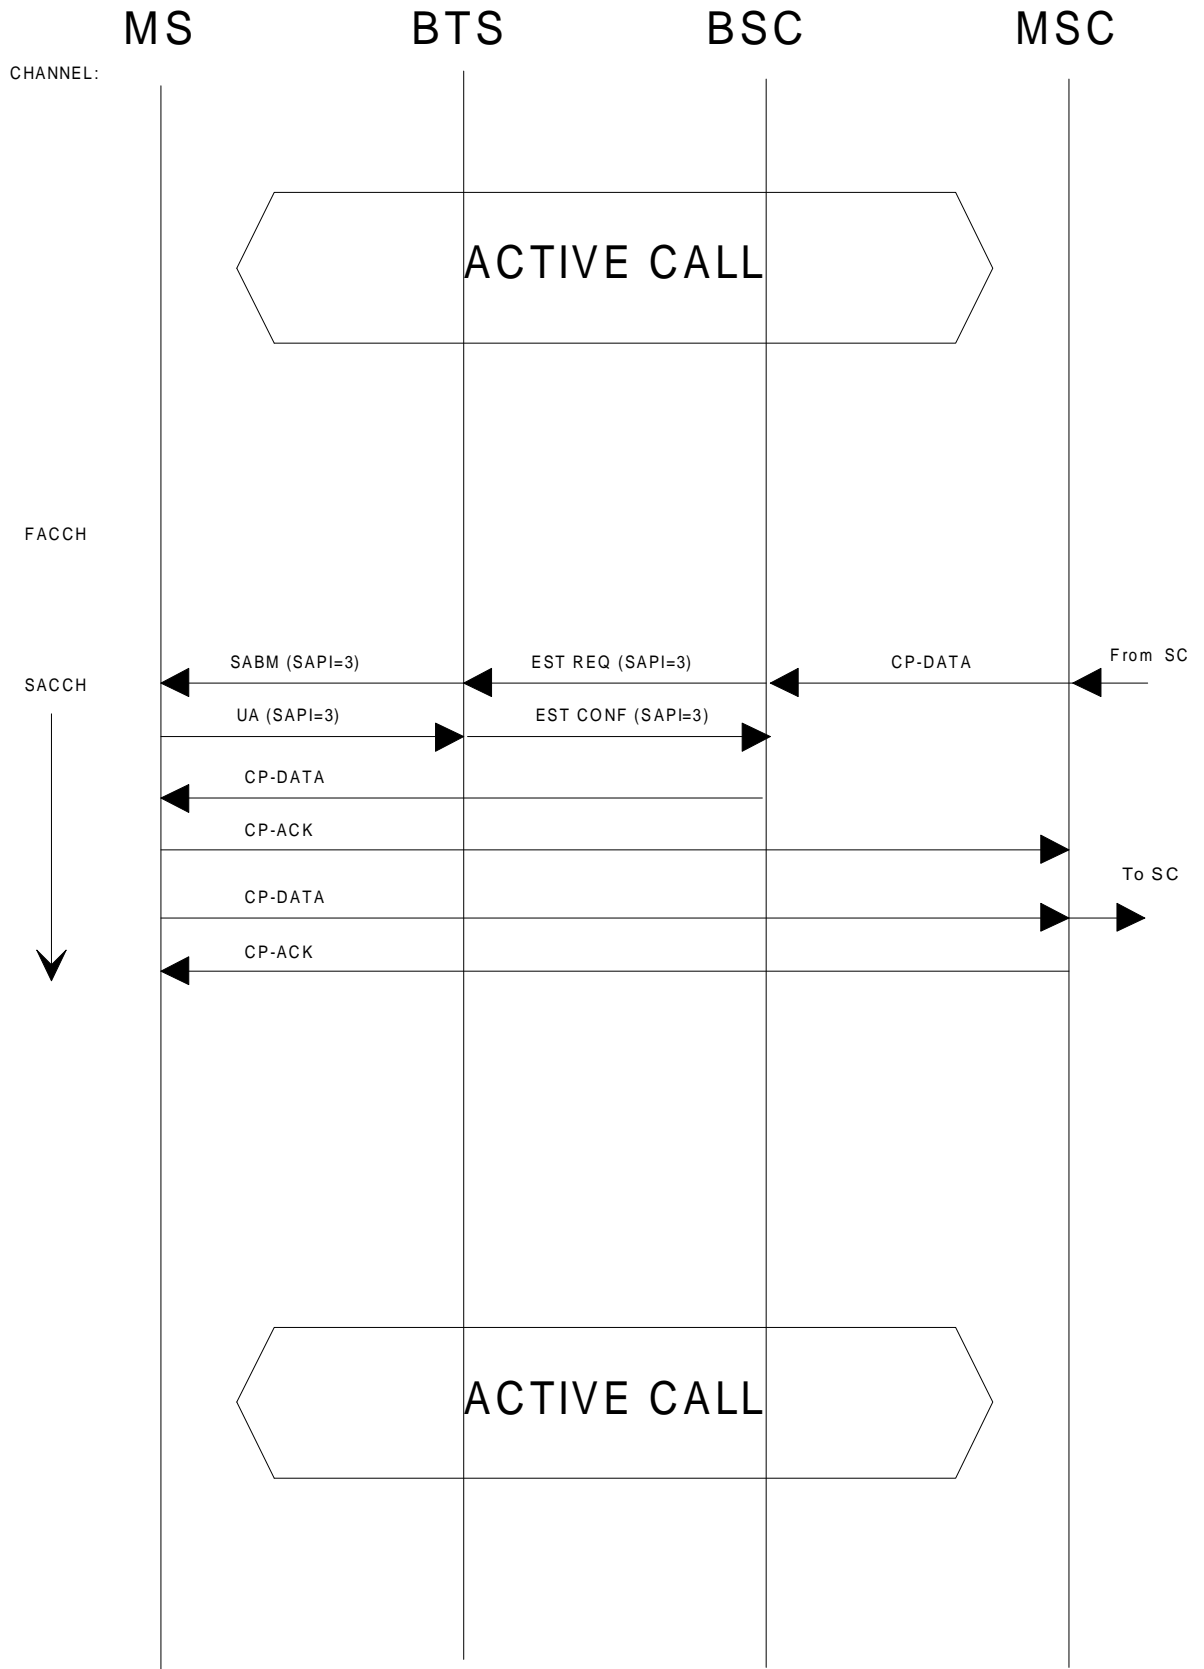 MS BTS BSC MSC
CHANNEL:
ACTIVE CALL
FACCH
SABM (SAPI=3) EST REQ (SAPI=3) CP-DATA From SC
SACCH
UA (SAPI=3) EST CONF (SAPI=3)
CP-DATA
CP-ACK
To SC
CP-DATA
CP-ACK
ACTIVE CALL